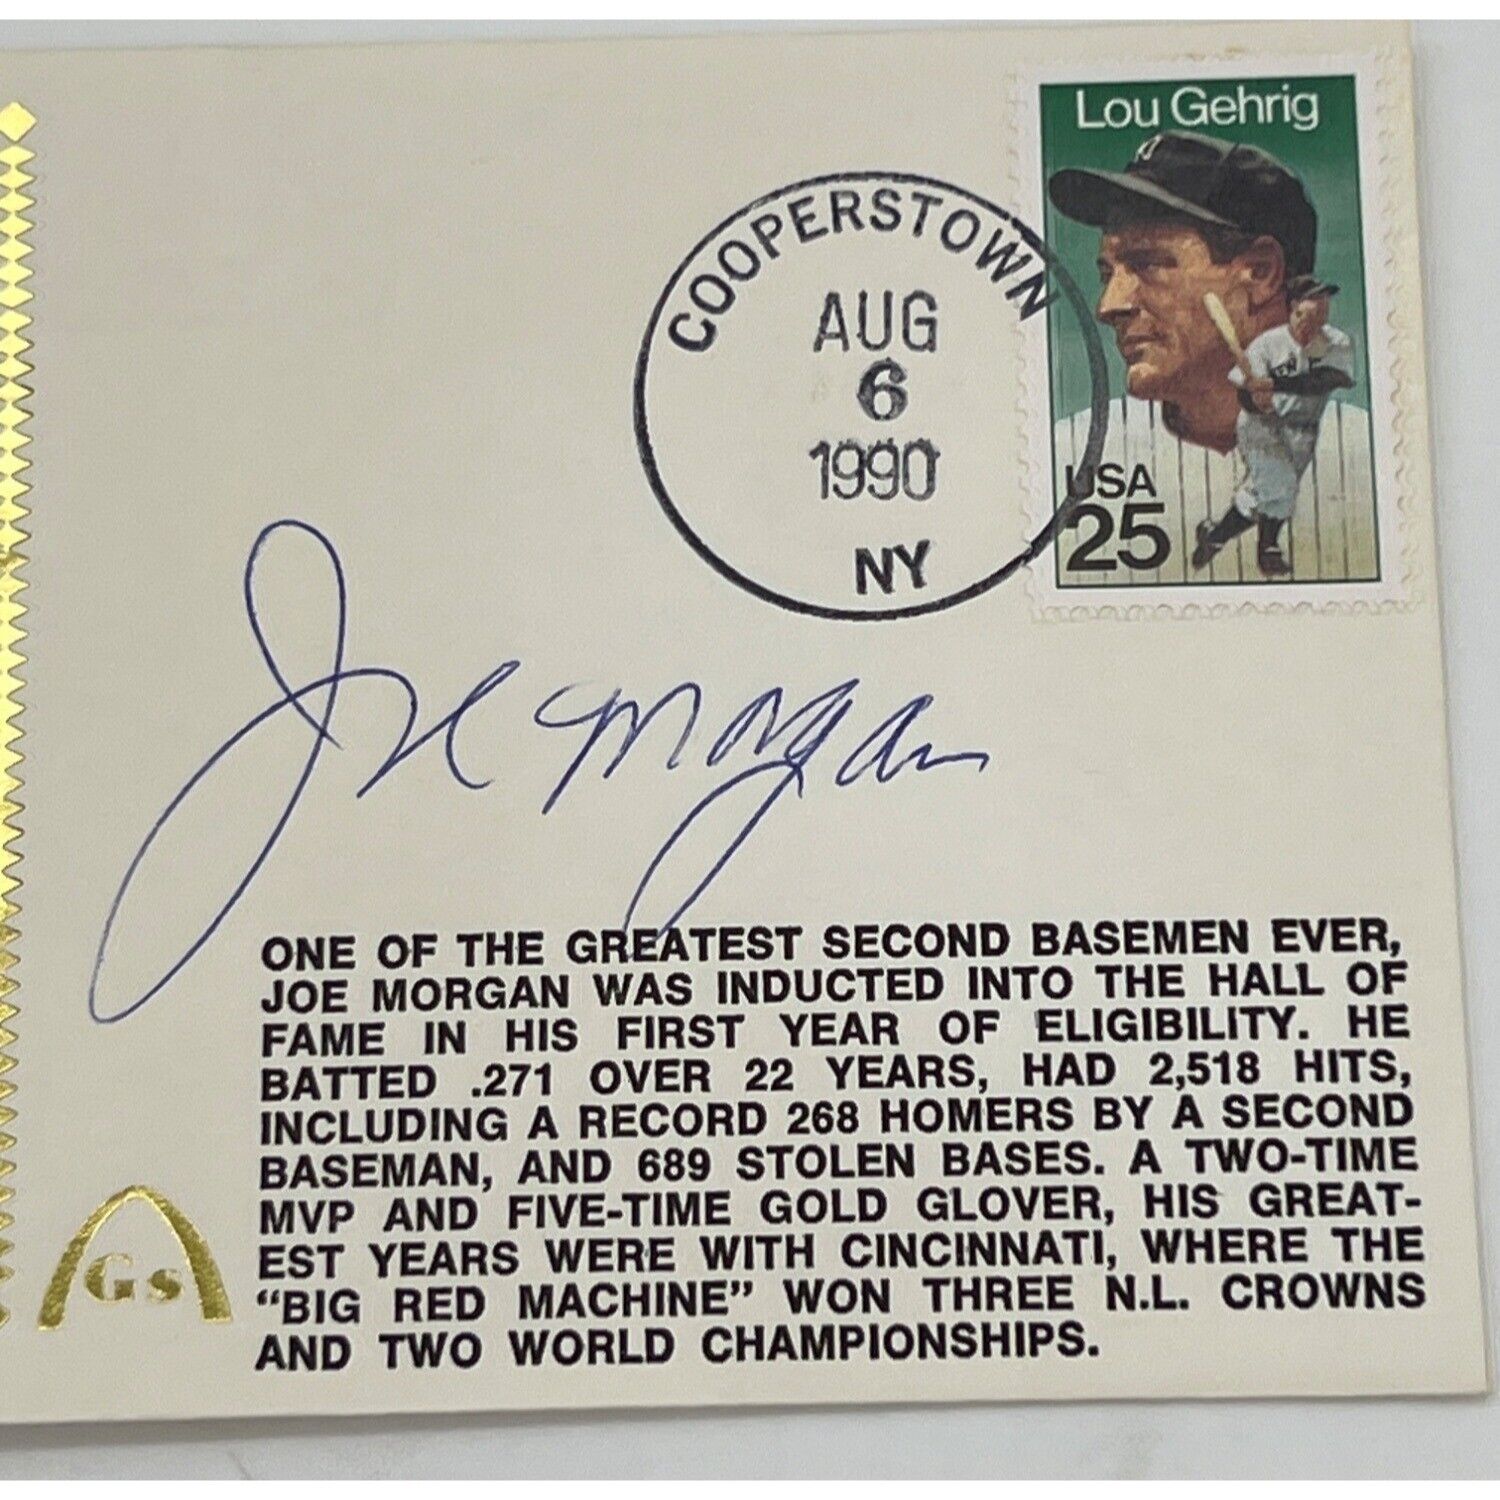 Lou Gehrig
COOPERSTOWN
AUG
6
1990
NY
USA
25
Joe Morgan
ONE OF THE GREATEST SECOND BASEMEN EVER,
JOE MORGAN WAS INDUCTED INTO THE HALL OF
FAME IN HIS FIRST YEAR OF ELIGIBILITY. HE
BATTED .271 OVER 22 YEARS, HAD 2,518 HITS,
INCLUDING A RECORD 268 HOMERS BY A SECOND
BASEMAN, AND 689 STOLEN BASES. A TWO-TIME
MVP AND FIVE-TIME GOLD GLOVER, HIS GREAT-
EST YEARS WERE WITH CINCINNATI, WHERE THE
"BIG RED MACHINE" WON THREE N.L. CROWNS
AND TWO WORLD CHAMPIONSHIPS.
Gs